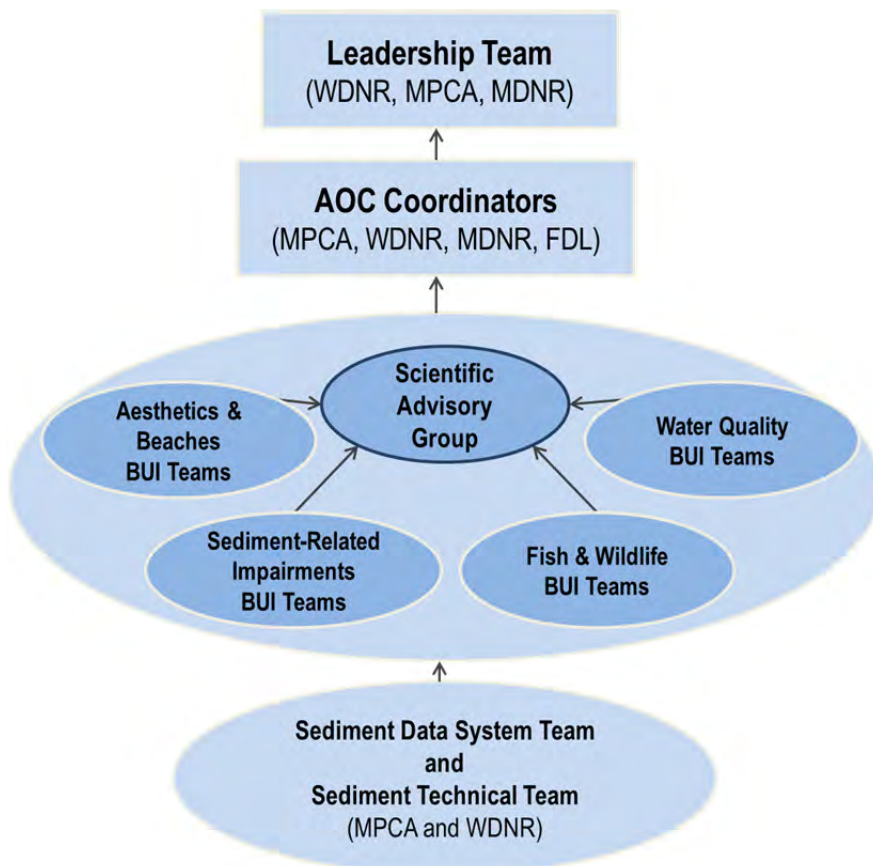 Leadership Team
(WDNR, MPCA, MDNR)
AOC Coordinators
(MPCA, WDNR, MDNR, FDL)
Scientific
Advisory
Group
Aesthetics &
Beaches
BUI Teams
Water Quality
BUI Teams
Sediment-Related
Impairments
BUI Teams
Fish & Wildlife
BUI Teams
Sediment Data System Team
and
Sediment Technical Team
(MPCA and WDNR)